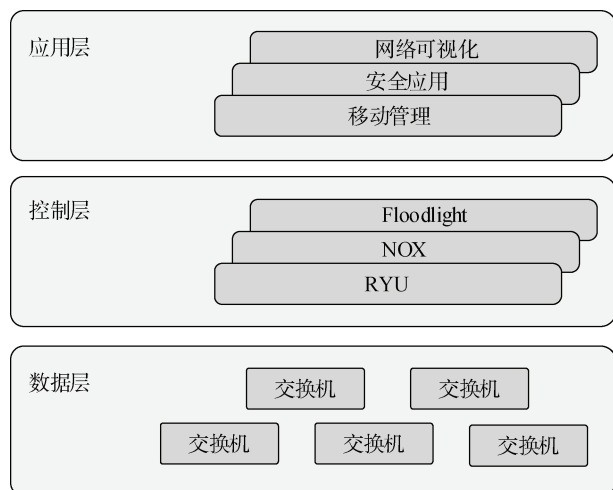 应用层
网络可视化
安全应用
移动管理
控制层
Floodlight
NOX
RYU
数据层
交换机 交换机
交换机 交换机 交换机